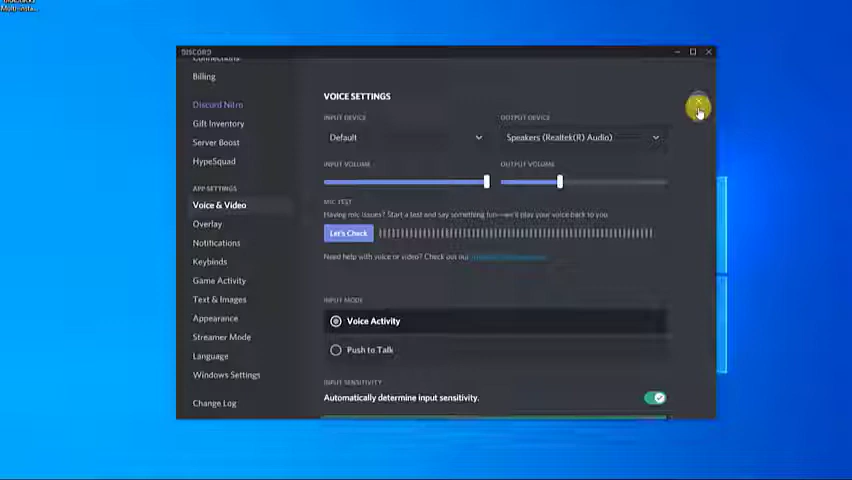 Multi-Insta...
DISCORD
Connections
Billing
Discord Nitro
Gift Inventory
Server Boost
HypeSquad
APP SETTINGS
Voice & Video
Overlay
Notifications
Keybinds
Game Activity
Text & Images
Appearance
Streamer Mode
Language
Windows Settings
Change Log
VOICE SETTINGS
INPUT DEVICE
OUTPUT DEVICE
Default
Speakers (Realtek(R) Audio)
INPUT VOLUME
OUTPUT VOLUME
MIC TEST
Having mic issues? Start a test and say something fun—we'll play your voice back to you
Let's Check
Need help with voice or video? Check out our
INPUT MODE
Voice Activity
Push to Talk
INPUT SENSITIVITY
Automatically determine input sensitivity.